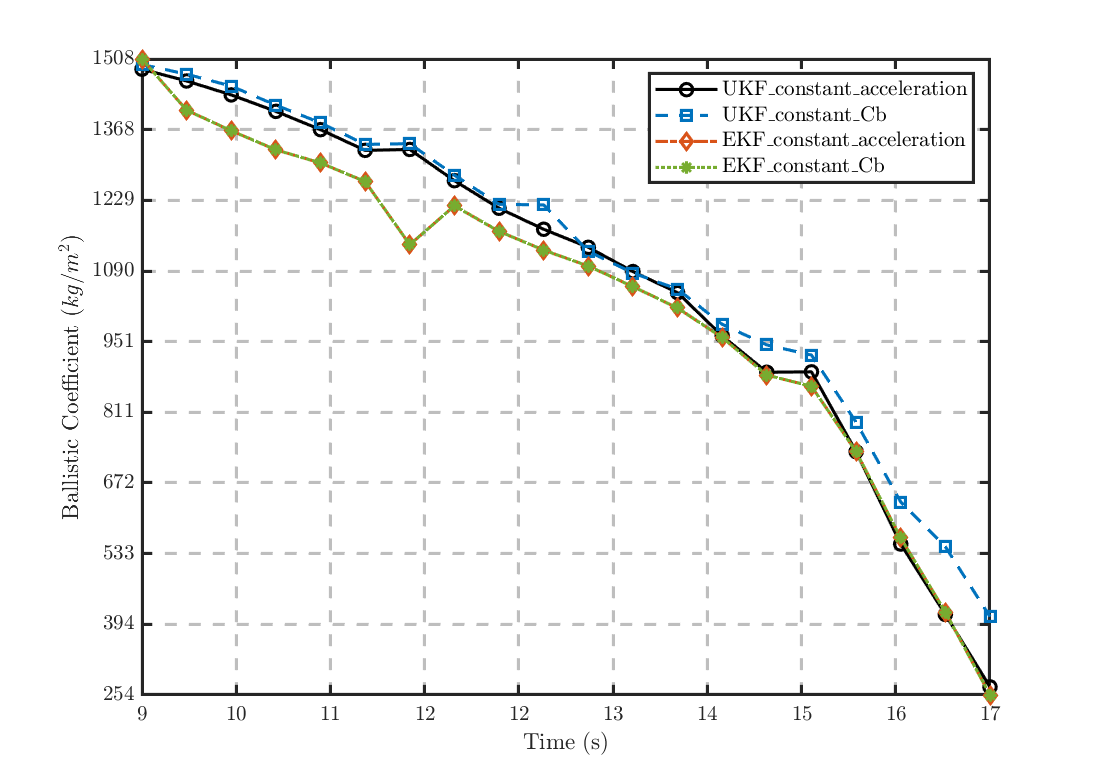 1508
1368
1229
1090
951
811
672
533
394
254
Ballistic Coefficient (kg/m²)
UKF_constant_acceleration
UKF_constant_Cb
EKF_constant_acceleration
EKF_constant_Cb
9 10 11 12 12 13 14 15 16 17
Time (s)